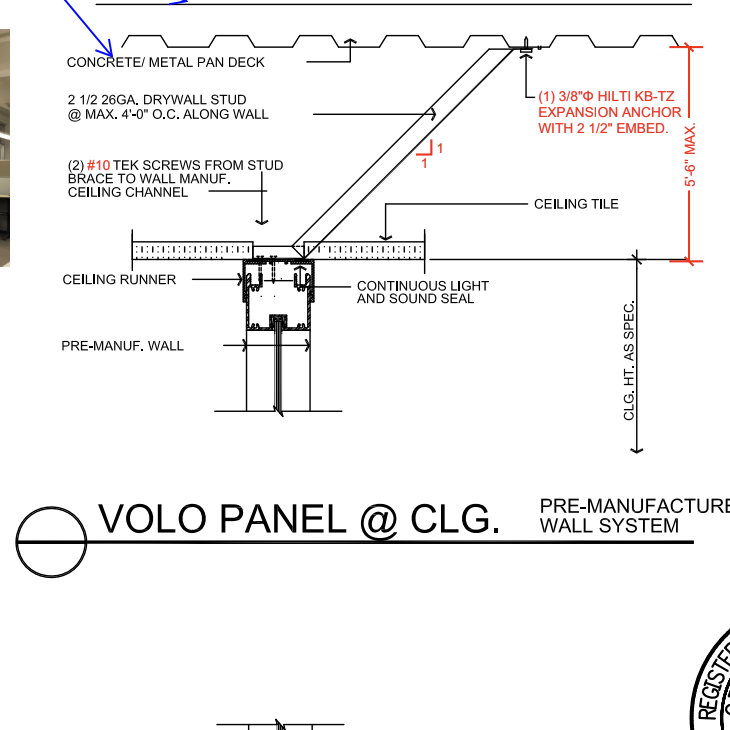 CONCRETE/ METAL PAN DECK
2 1/2 26GA. DRYWALL STUD
@ MAX. 4'-0" O.C. ALONG WALL
(1) 3/8"Φ HILTI KB-TZ
EXPANSION ANCHOR
WITH 2 1/2" EMBED.
1
1
5'-6" MAX.
(2) #10 TEK SCREWS FROM STUD
BRACE TO WALL MANUF.
CEILING CHANNEL
CEILING TILE
CEILING RUNNER
CONTINUOUS LIGHT
AND SOUND SEAL
PRE-MANUF. WALL
CLG. HT. AS SPEC.
VOLO PANEL @ CLG.
PRE-MANUFACTURE
WALL SYSTEM
REGISTE